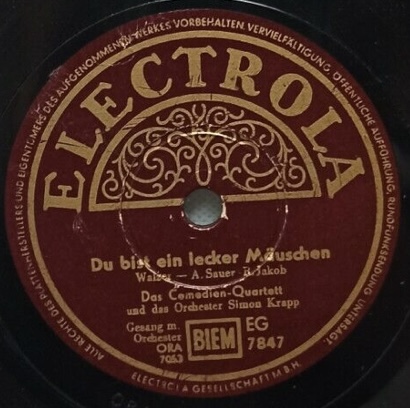 ALLE RECHTE DES PLATTENHERSTELLERS UND EIGENTÜMERS DES AUFGENOMMENEN WERKES VORBEHALTEN. VERVIELFÄLTIGUNG, ÖFFENTLICHE AUFFÜHRUNG, RUNDFUNKSENDUNG UNTERSAGT.
ELECTROLA
Du bist ein lecker Mäuschen
Walzer — A. Sauer - B. Jakob
Das Comedien-Quartett
und das Orchester Simon Krapp
Gesang m.
Orchester
ORA
7053
BIEM
EG
7847
ELECTROLA GESELLSCHAFT M.B.H.